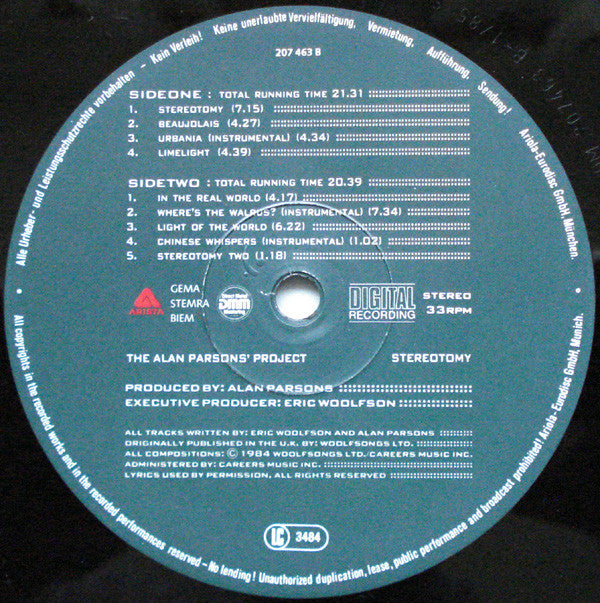 Alle Urheber- und Leistungsschutzrechte vorbehalten - Kein Verleih! Keine unerlaubte Vervielfältigung, Vermietung, Aufführung, Sendung! Ariola-Eurodisc GmbH, München.
207 463 B
SIDEONE : TOTAL RUNNING TIME 21.31
1. STEREOTOMY (7.15)
2. BEAUJOLAIS (4.27)
3. URBANIA (INSTRUMENTAL) (4.34)
4. LIMELIGHT (4.39)
SIDETWO : TOTAL RUNNING TIME 20.39
1. IN THE REAL WORLD (4.17)
2. WHERE'S THE WALRUS? (INSTRUMENTAL) (7.34)
3. LIGHT OF THE WORLD (6.22)
4. CHINESE WHISPERS (INSTRUMENTAL) (1.02)
5. STEREOTOMY TWO (1.18)
ARISTA
GEMA
STEMRA
BIEM
Direct Metal
DMM
Mastering
DIGITAL
RECORDING
STEREO
33RPM
THE ALAN PARSONS' PROJECT STEREOTOMY
PRODUCED BY: ALAN PARSONS
EXECUTIVE PRODUCER: ERIC WOOLFSON
ALL TRACKS WRITTEN BY: ERIC WOOLFSON AND ALAN PARSONS
ORIGINALLY PUBLISHED IN THE U.K. BY: WOOLFSONGS LTD.
ALL COMPOSITIONS: © 1984 WOOLFSONGS LTD./CAREERS MUSIC INC.
ADMINISTERED BY: CAREERS MUSIC INC.
LYRICS USED BY PERMISSION, ALL RIGHTS RESERVED
LC 3484
All copyrights in the recorded works and in the recorded performances reserved - No lending! Unauthorized duplication, lease, public performance and broadcast prohibited! Ariola-Eurodisc GmbH, Munich.